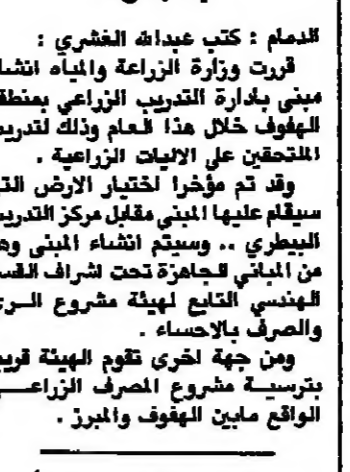 الدمام : كتب عبدالله الغشري :
قررت وزارة الزراعة والمياه انشا
مبنى بادارة التدريب الزراعي بمنطق
الهفوف خلال هذا العام وذلك لتدريب
الملتحقين على الاليات الزراعية .
وقد تم مؤخرا اختيار الارض الت
سيقام عليها المبنى مقابل مركز التدريب
البيطري .. وسيتم انشاء المبنى وه
من المباني الجاهزة تحت اشراف القس
الهندسي التابع لهيئة مشروع الري
والصرف بالاحساء .
ومن جهة اخرى تقوم الهيئة قريب
بترسية مشروع المصرف الزراعي
الواقع مابين الهفوف والمبرز .